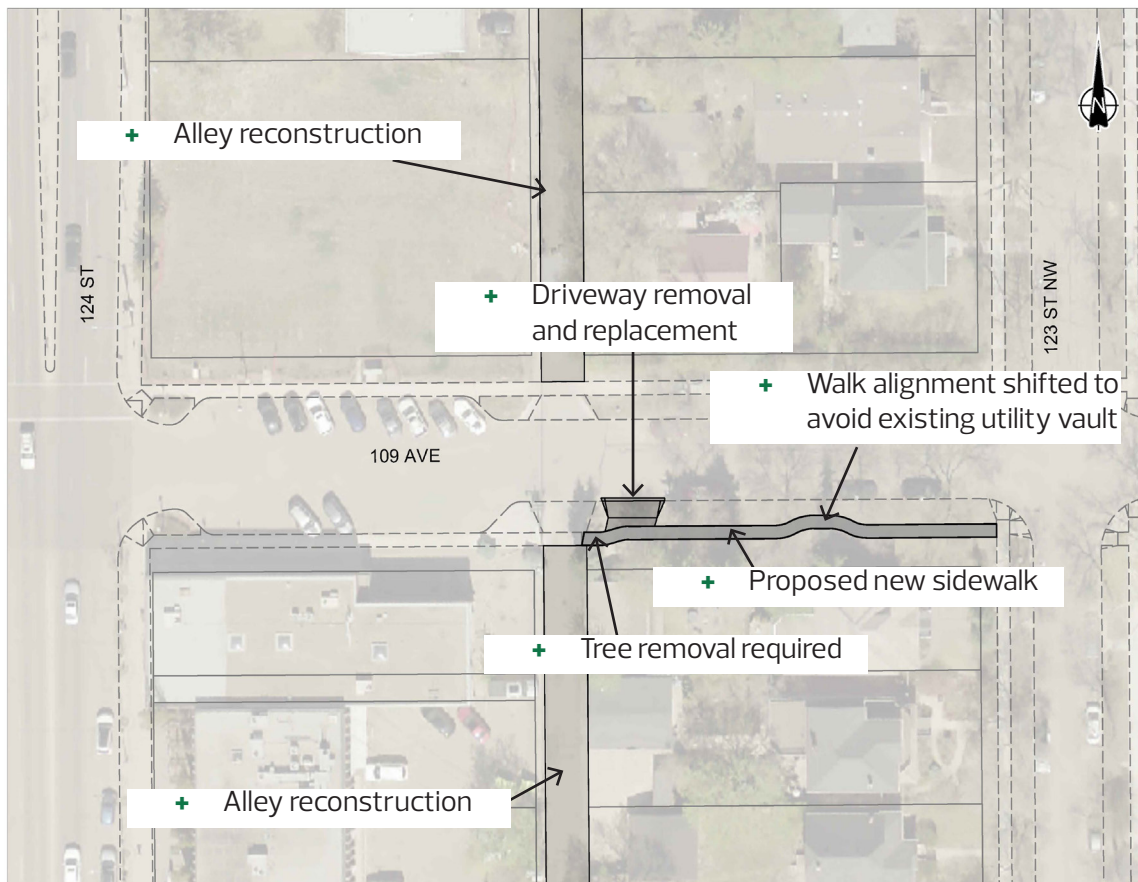 N
+ Alley reconstruction
124 ST
+ Driveway removal
and replacement
123 ST NW
+ Walk alignment shifted to
avoid existing utility vault
109 AVE
+ Proposed new sidewalk
+ Tree removal required
+ Alley reconstruction